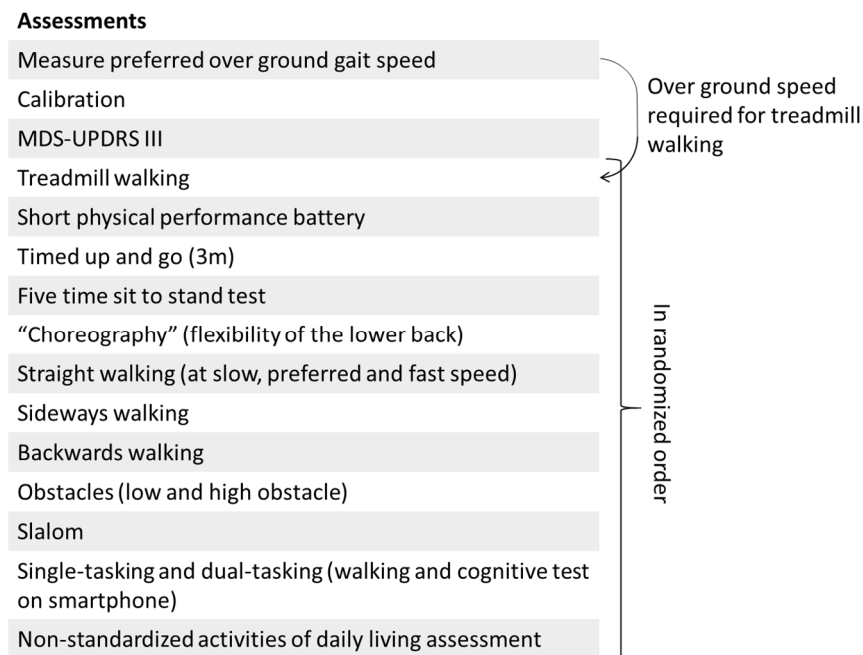 Assessments
Measure preferred over ground gait speed
Calibration
MDS-UPDRS III
Treadmill walking
Short physical performance battery
Timed up and go (3m)
Five time sit to stand test
“Choreography” (flexibility of the lower back)
Straight walking (at slow, preferred and fast speed)
Sideways walking
Backwards walking
Obstacles (low and high obstacle)
Slalom
Single-tasking and dual-tasking (walking and cognitive test
on smartphone)
Non-standardized activities of daily living assessment
Over ground speed
required for treadmill
walking
In randomized order